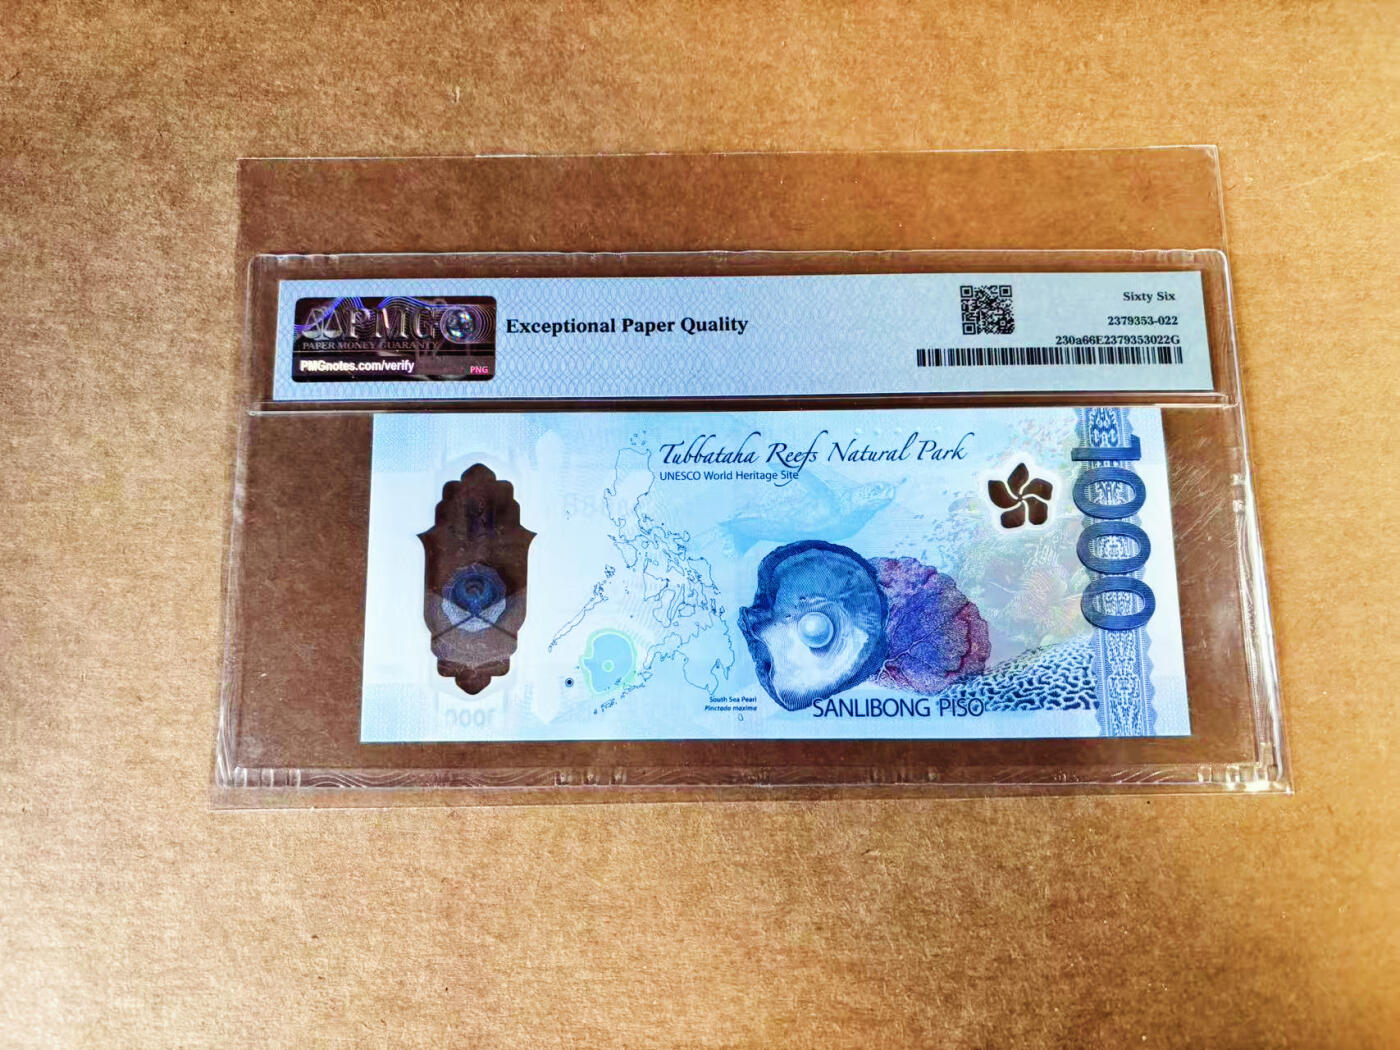 PMG
PAPER MONEY GUARANTY
PMGnotes.com/verify
PNG
Exceptional Paper Quality
Sixty Six
2379353-022
230a66E2379353022G
Tubbataha Reefs Natural Park
UNESCO World Heritage Site
1000
South Sea Pearl
Pinctada maxima
SANLIBONG PISO
1000